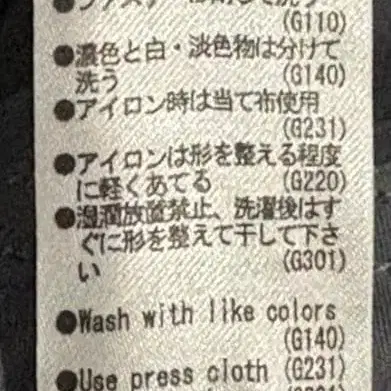 (G110)
●濃色と白・淡色物は分けて
洗う (G140)
●アイロン時は当て布使用
(G231)
●アイロンは形を整える程度
に軽くあてる (G220)
●湿潤放置禁止、洗濯後はす
ぐに形を整えて干して下さ
い (G301)
●Wash with like colors
(G140)
●Use press cloth (G231)